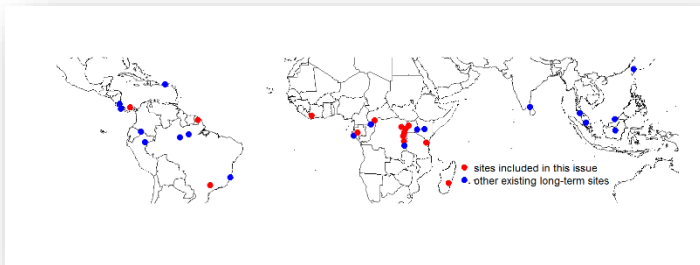 sites included in this issue
other existing long-term sites